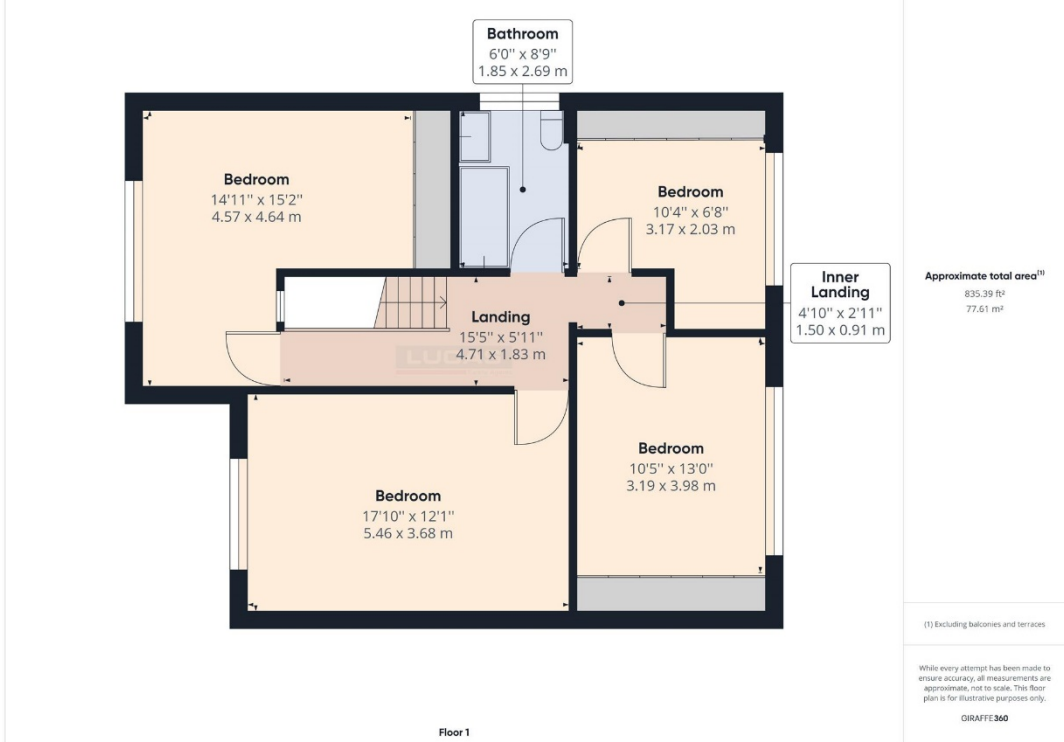 Bathroom
6'0'' x 8'9''
1.85 x 2.69 m
Bedroom
14'11'' x 15'2''
4.57 x 4.64 m
Bedroom
10'4'' x 6'8''
3.17 x 2.03 m
Inner
Landing
4'10'' x 2'11''
1.50 x 0.91 m
Landing
15'5'' x 5'11''
4.71 x 1.83 m
Bedroom
10'5'' x 13'0''
3.19 x 3.98 m
Bedroom
17'10'' x 12'1''
5.46 x 3.68 m
Floor 1
Approximate total area(1)
835.39 ft²
77.61 m²
(1) Excluding balconies and terraces
While every attempt has been made to
ensure accuracy, all measurements are
approximate, not to scale. This floor
plan is for illustrative purposes only.
GIRAFFE360